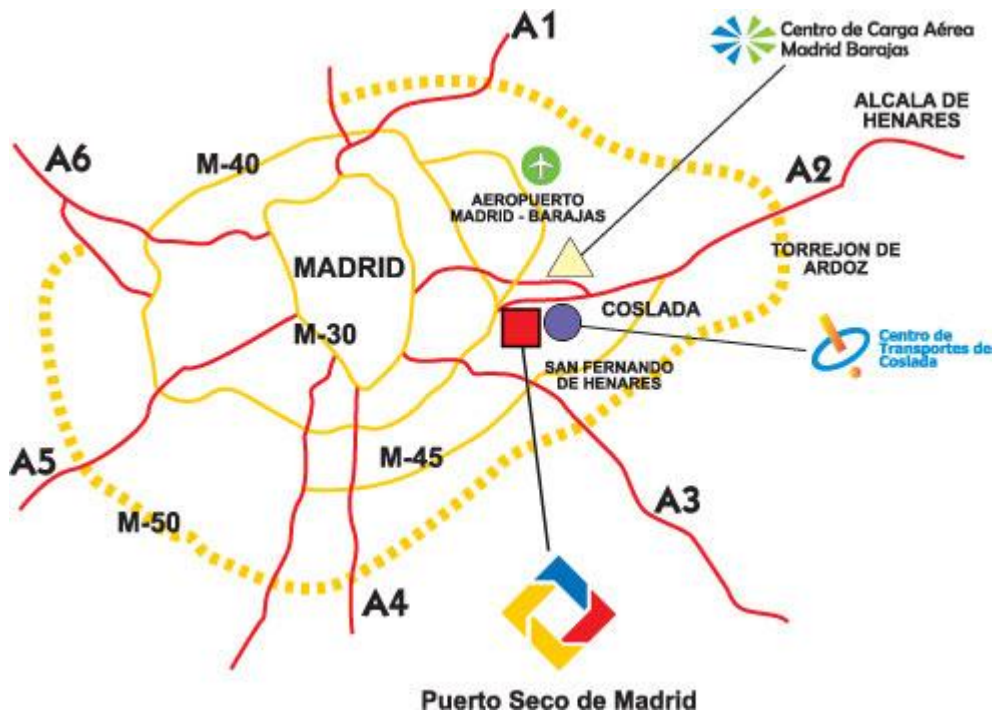 A1
Centro de Carga Aérea
Madrid Barajas
ALCALA DE
HENARES
A6
M-40
A2
AEROPUERTO
MADRID - BARAJAS
MADRID
TORREJON DE
ARDOZ
COSLADA
M-30
Centro de
Transportes de
Coslada
SAN FERNANDO
DE HENARES
A5
M-45
A3
M-50
A4
Puerto Seco de Madrid